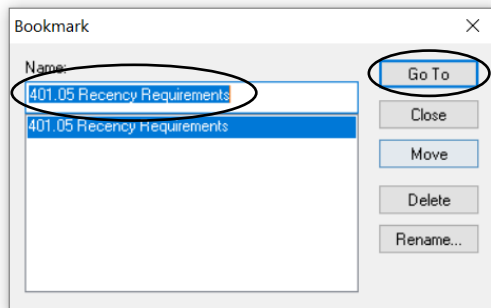 Bookmark
Name:
401.05 Recency Requirements
401.05 Recency Requirements
Go To
Close
Move
Delete
Rename...